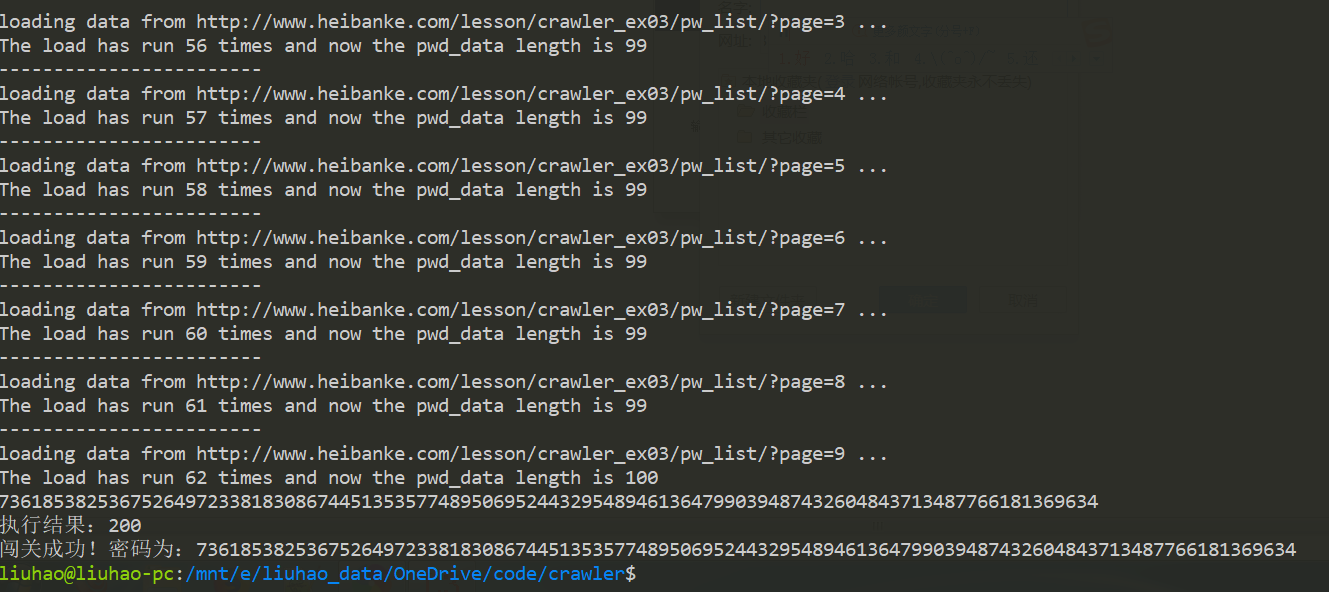 loading data from http://www.heibanke.com/lesson/crawler_ex03/pw_list/?page=3 ...
The load has run 56 times and now the pwd_data length is 99
------------------------
loading data from http://www.heibanke.com/lesson/crawler_ex03/pw_list/?page=4 ...
The load has run 57 times and now the pwd_data length is 99
------------------------
loading data from http://www.heibanke.com/lesson/crawler_ex03/pw_list/?page=5 ...
The load has run 58 times and now the pwd_data length is 99
------------------------
loading data from http://www.heibanke.com/lesson/crawler_ex03/pw_list/?page=6 ...
The load has run 59 times and now the pwd_data length is 99
------------------------
loading data from http://www.heibanke.com/lesson/crawler_ex03/pw_list/?page=7 ...
The load has run 60 times and now the pwd_data length is 99
------------------------
loading data from http://www.heibanke.com/lesson/crawler_ex03/pw_list/?page=8 ...
The load has run 61 times and now the pwd_data length is 99
------------------------
loading data from http://www.heibanke.com/lesson/crawler_ex03/pw_list/?page=9 ...
The load has run 62 times and now the pwd_data length is 100
7361853825367526497233818308674451353577489506952443295489461364799039487432604843713487766181369634
执行结果：200
闯关成功！密码为：7361853825367526497233818308674451353577489506952443295489461364799039487432604843713487766181369634
liuhao@liuhao-pc:/mnt/e/liuhao_data/OneDrive/code/crawler$